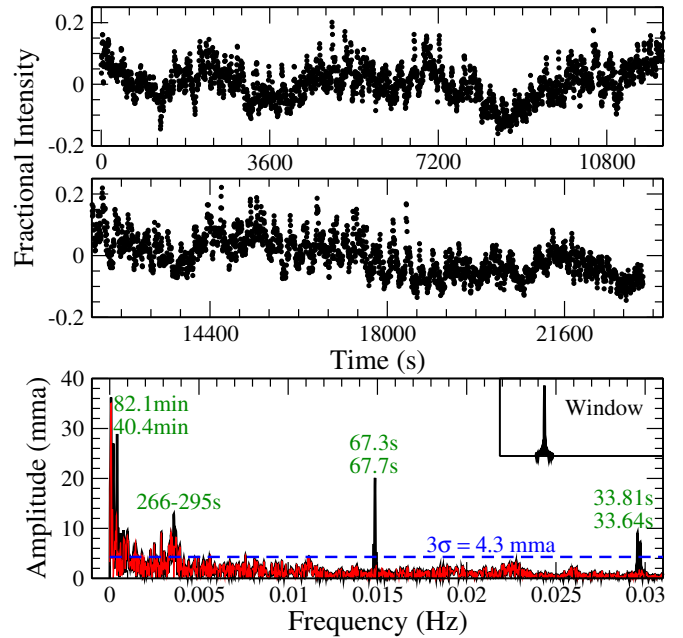 Fractional Intensity
0.2
0
-0.2
0 3600 7200 10800
0.2
0
-0.2
14400 18000 21600
Time (s)
Amplitude (mma)
40
30
20
10
0
82.1min
40.4min
266-295s
67.3s
67.7s
Window
33.81s
33.64s
3σ = 4.3 mma
0 0.005 0.01 0.015 0.02 0.025 0.03
Frequency (Hz)